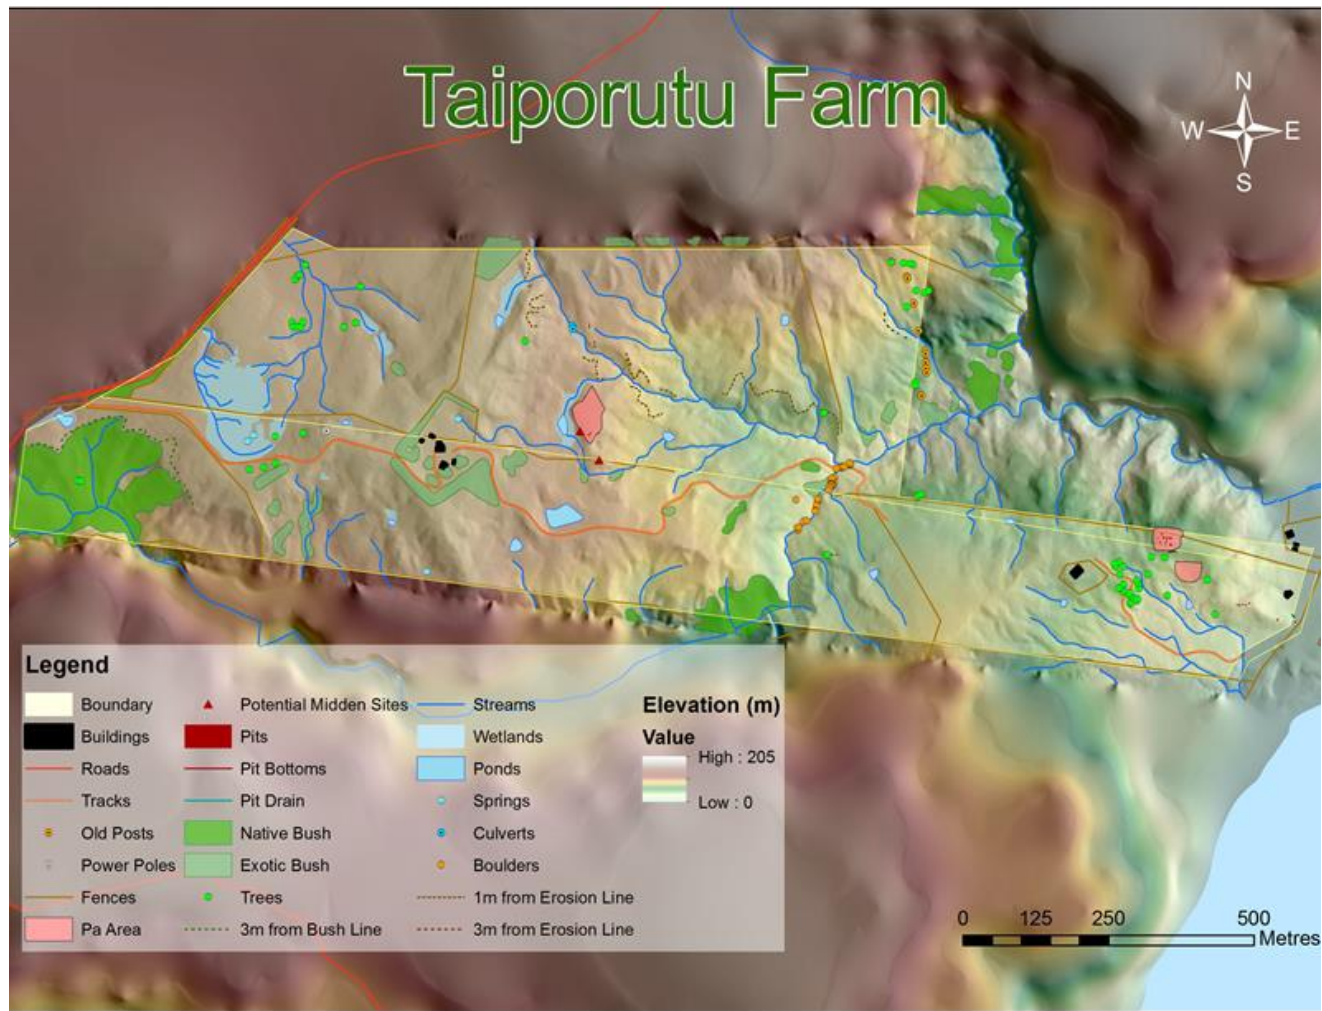 Taiporutu Farm
N
W E
S
Legend
Boundary
Buildings
Roads
Tracks
Old Posts
Power Poles
Fences
Pa Area
Potential Midden Sites
Pits
Pit Bottoms
Pit Drain
Native Bush
Exotic Bush
Trees
3m from Bush Line
Streams
Wetlands
Ponds
Springs
Culverts
Boulders
1m from Erosion Line
3m from Erosion Line
Elevation (m)
Value
High : 205
Low : 0
0 125 250 500
Metres